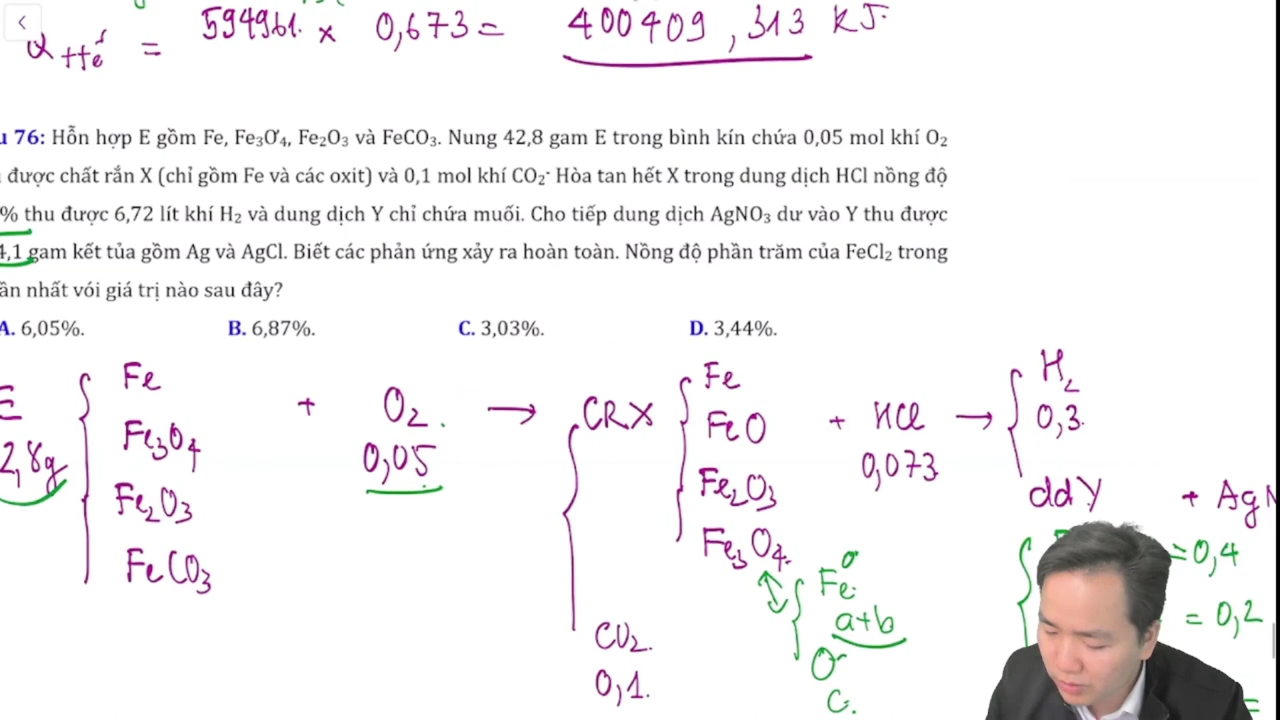 Q ttế = 594961. × 0,673 = 400409,313 kJ.
u 76: Hỗn hợp E gồm Fe, Fe₃O₄, Fe₂O₃ và FeCO₃. Nung 42,8 gam E trong bình kín chứa 0,05 mol khí O₂
được chất rắn X (chỉ gồm Fe và các oxit) và 0,1 mol khí CO₂. Hòa tan hết X trong dung dịch HCl nồng độ
% thu được 6,72 lít khí H₂ và dung dịch Y chỉ chứa muối. Cho tiếp dung dịch AgNO₃ dư vào Y thu được
4,1 gam kết tủa gồm Ag và AgCl. Biết các phản ứng xảy ra hoàn toàn. Nồng độ phần trăm của FeCl₂ trong
ần nhất vói giá trị nào sau đây?
A. 6,05%. B. 6,87%. C. 3,03%. D. 3,44%.
E 2,8g { Fe Fe₃O₄ Fe₂O₃ FeCO₃
+ O₂ 0,05 →
{ CRX { Fe FeO Fe₂O₃ Fe₃O₄
CO₂ 0,1.
{ Fe a+b O c.
+ HCl 0,073 →
{ H₂ 0,3
ddY + Ag
= 0,4
= 0,2
=